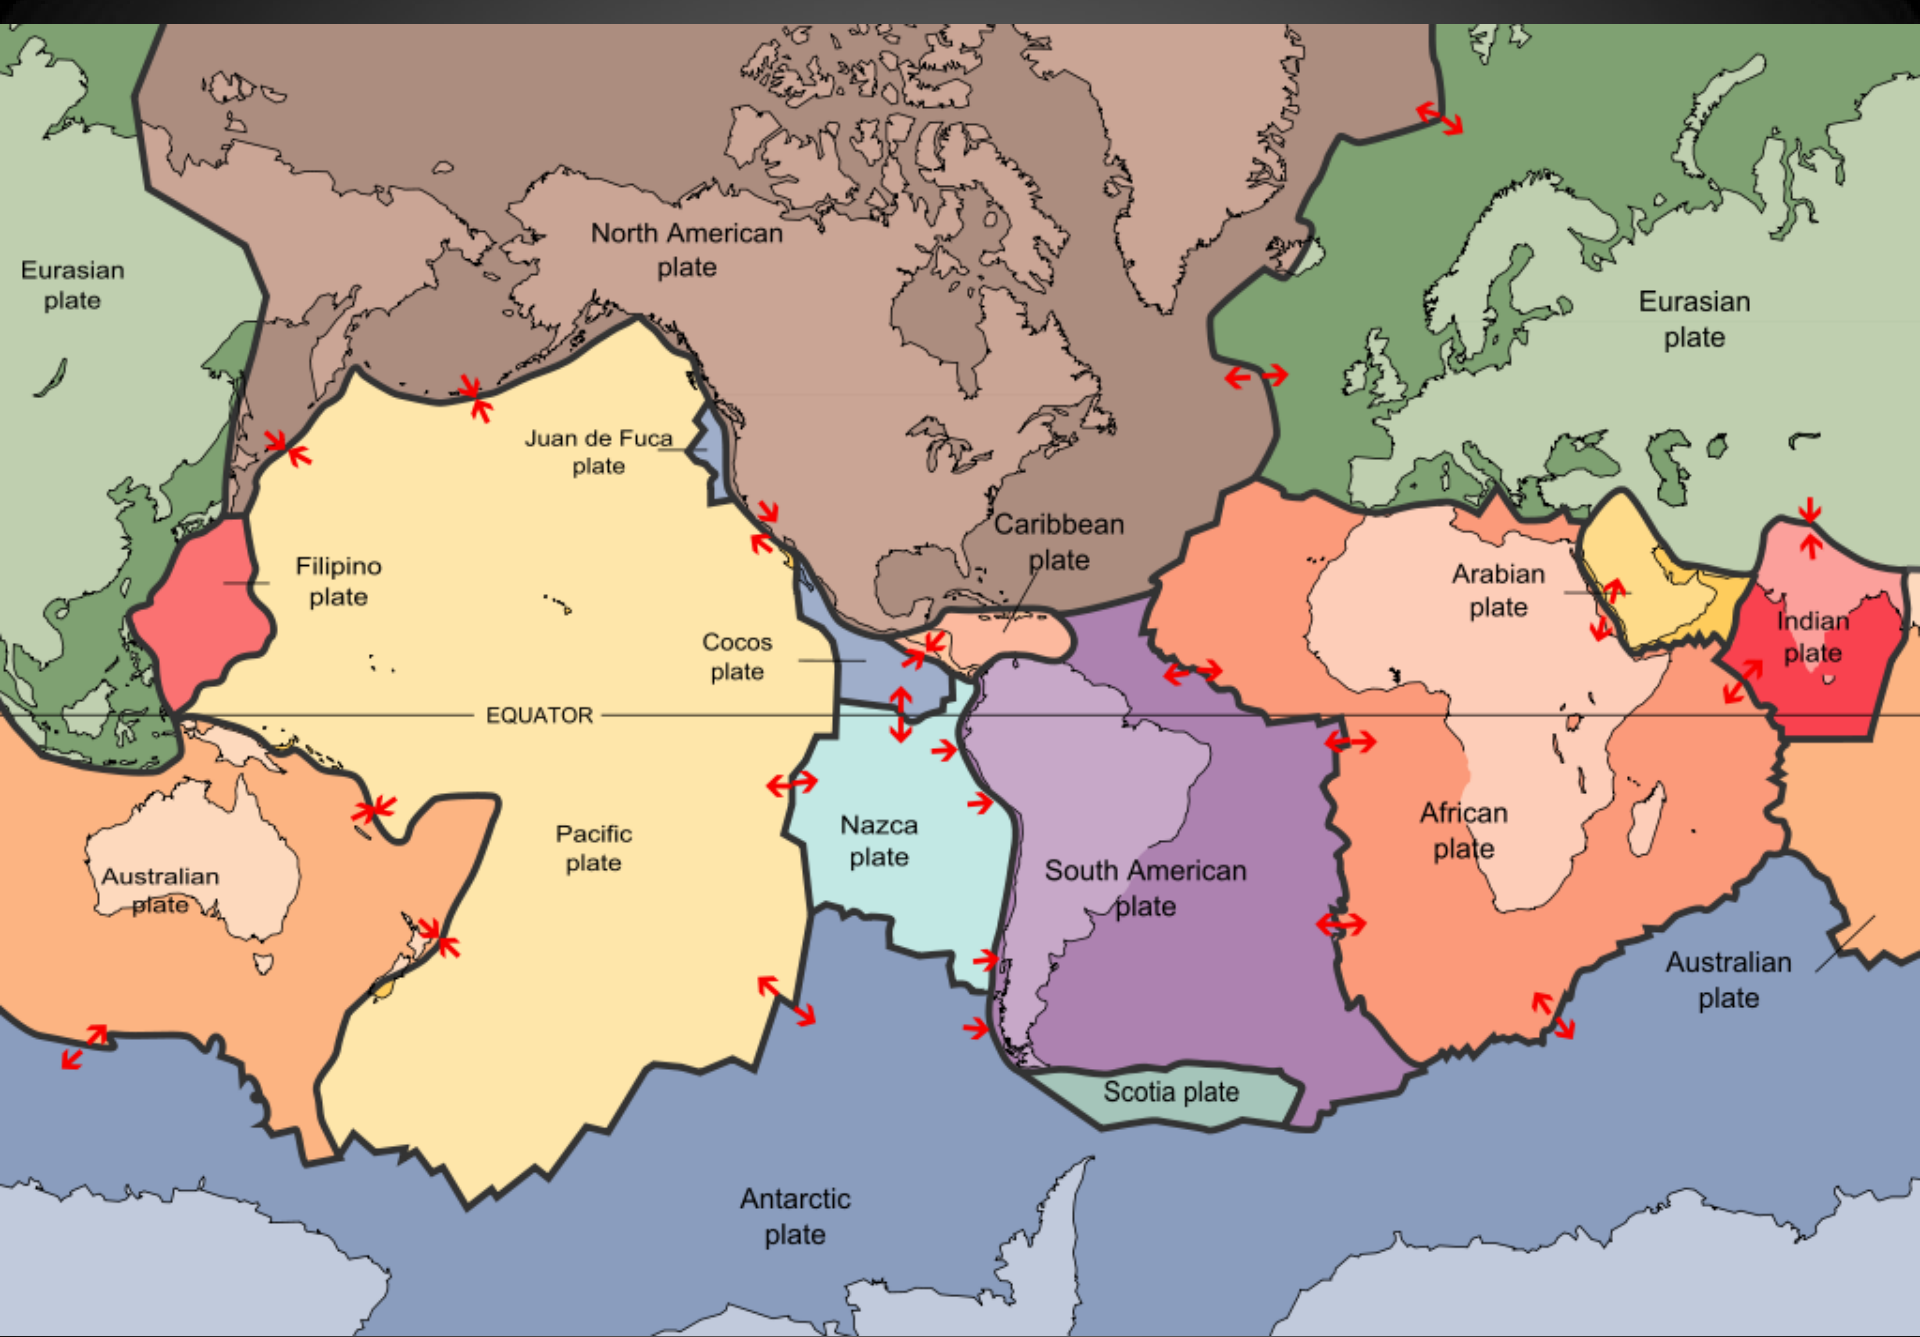 North American
plate
Eurasian
plate
Eurasian
plate
Juan de Fuca
plate
Caribbean
plate
Filipino
plate
Arabian
plate
Indian
plate
Cocos
plate
EQUATOR
Nazca
plate
Pacific
plate
African
plate
Australian
plate
South American
plate
Australian
plate
Scotia plate
Antarctic
plate